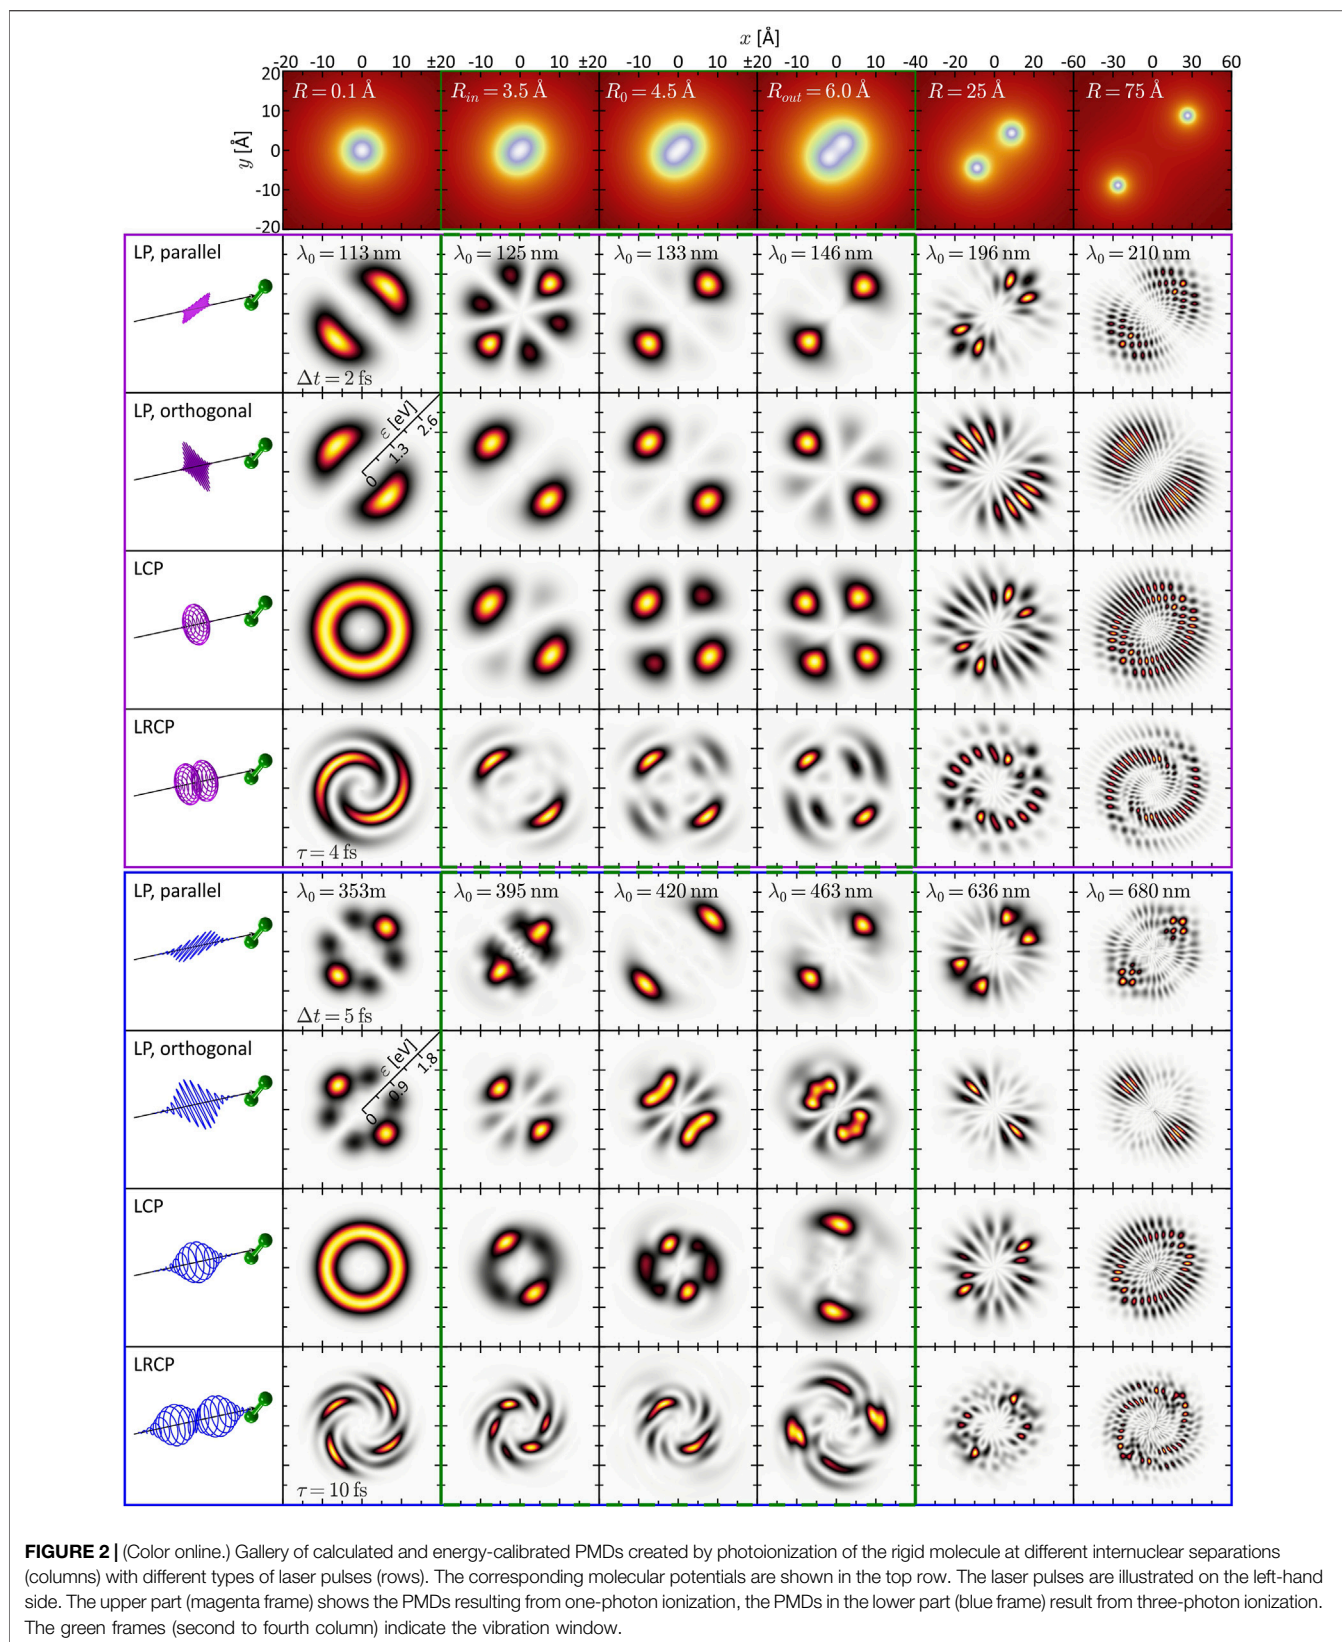 x [Å]
-20 -10 0 10 ±20 -10 0 10 ±20 -10 0 10 ±20 -10 0 10 -40 -20 0 20 -60 -30 0 30 60
y [Å]
20
10
0
-10
-20
R = 0.1 Å
R_in = 3.5 Å
R_0 = 4.5 Å
R_out = 6.0 Å
R = 25 Å
R = 75 Å
LP, parallel
λ_0 = 113 nm
λ_0 = 125 nm
λ_0 = 133 nm
λ_0 = 146 nm
λ_0 = 196 nm
λ_0 = 210 nm
Δt = 2 fs
LP, orthogonal
ε [eV]
0 1.3 2.6
LCP
LRCP
τ = 4 fs
LP, parallel
λ_0 = 353m
λ_0 = 395 nm
λ_0 = 420 nm
λ_0 = 463 nm
λ_0 = 636 nm
λ_0 = 680 nm
Δt = 5 fs
LP, orthogonal
ε [eV]
0 0.9 1.8
LCP
LRCP
τ = 10 fs
FIGURE 2 | (Color online.) Gallery of calculated and energy-calibrated PMDs created by photoionization of the rigid molecule at different internuclear separations
(columns) with different types of laser pulses (rows). The corresponding molecular potentials are shown in the top row. The laser pulses are illustrated on the left-hand
side. The upper part (magenta frame) shows the PMDs resulting from one-photon ionization, the PMDs in the lower part (blue frame) result from three-photon ionization.
The green frames (second to fourth column) indicate the vibration window.